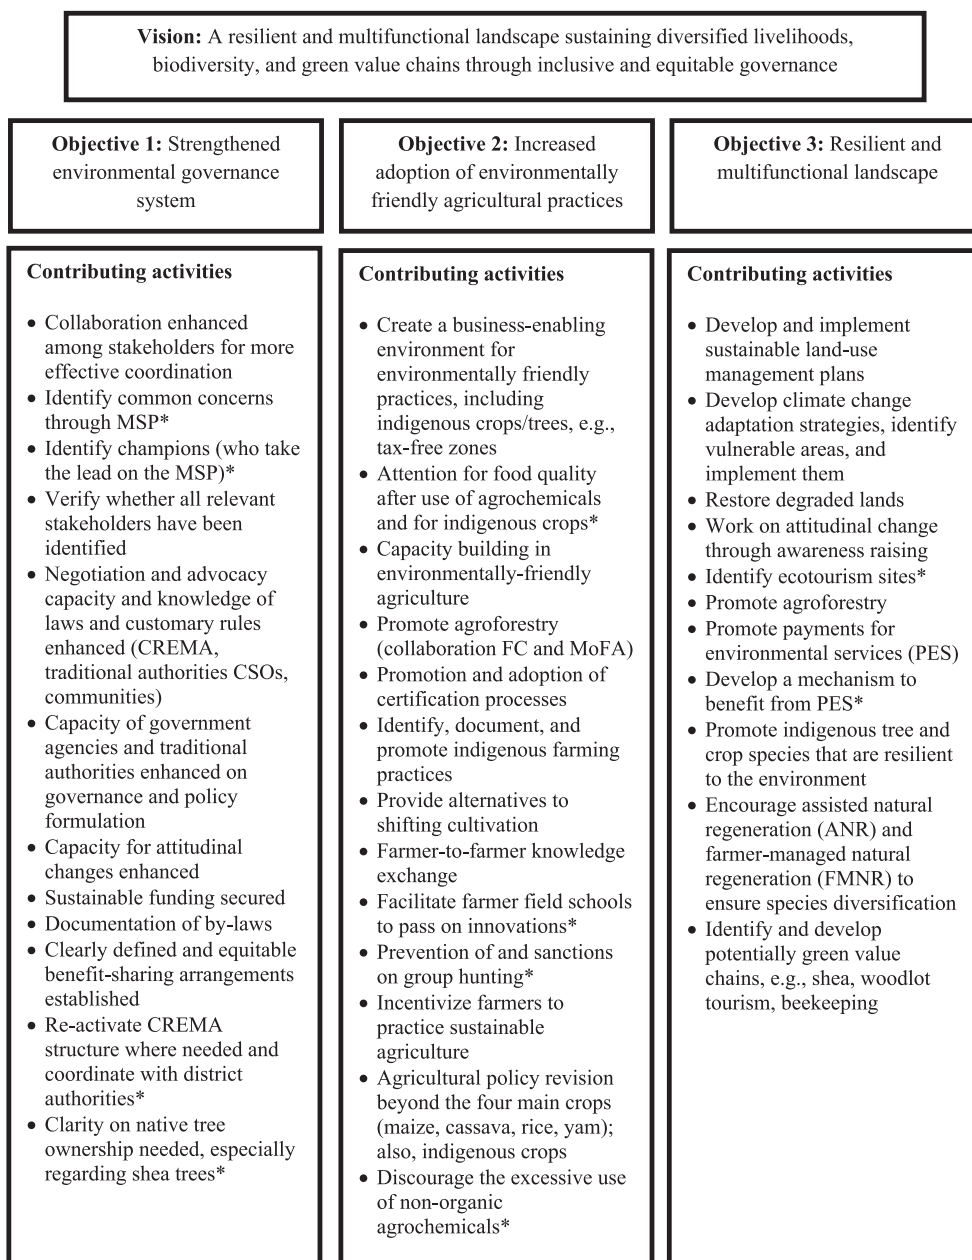 Vision: A resilient and multifunctional landscape sustaining diversified livelihoods,
biodiversity, and green value chains through inclusive and equitable governance
Objective 1: Strengthened
environmental governance
system
Objective 2: Increased
adoption of environmentally
friendly agricultural practices
Objective 3: Resilient and
multifunctional landscape
Contributing activities
• Collaboration enhanced
among stakeholders for more
effective coordination
• Identify common concerns
through MSP*
• Identify champions (who take
the lead on the MSP)*
• Verify whether all relevant
stakeholders have been
identified
• Negotiation and advocacy
capacity and knowledge of
laws and customary rules
enhanced (CREMA,
traditional authorities CSOs,
communities)
• Capacity of government
agencies and traditional
authorities enhanced on
governance and policy
formulation
• Capacity for attitudinal
changes enhanced
• Sustainable funding secured
• Documentation of by-laws
• Clearly defined and equitable
benefit-sharing arrangements
established
• Re-activate CREMA
structure where needed and
coordinate with district
authorities*
• Clarity on native tree
ownership needed, especially
regarding shea trees*
Contributing activities
• Create a business-enabling
environment for
environmentally friendly
practices, including
indigenous crops/trees, e.g.,
tax-free zones
• Attention for food quality
after use of agrochemicals
and for indigenous crops*
• Capacity building in
environmentally-friendly
agriculture
• Promote agroforestry
(collaboration FC and MoFA)
• Promotion and adoption of
certification processes
• Identify, document, and
promote indigenous farming
practices
• Provide alternatives to
shifting cultivation
• Farmer-to-farmer knowledge
exchange
• Facilitate farmer field schools
to pass on innovations*
• Prevention of and sanctions
on group hunting*
• Incentivize farmers to
practice sustainable
agriculture
• Agricultural policy revision
beyond the four main crops
(maize, cassava, rice, yam);
also, indigenous crops
• Discourage the excessive use
of non-organic
agrochemicals*
Contributing activities
• Develop and implement
sustainable land-use
management plans
• Develop climate change
adaptation strategies, identify
vulnerable areas, and
implement them
• Restore degraded lands
• Work on attitudinal change
through awareness raising
• Identify ecotourism sites*
• Promote agroforestry
• Promote payments for
environmental services (PES)
• Develop a mechanism to
benefit from PES*
• Promote indigenous tree and
crop species that are resilient
to the environment
• Encourage assisted natural
regeneration (ANR) and
farmer-managed natural
regeneration (FMNR) to
ensure species diversification
• Identify and develop
potentially green value
chains, e.g., shea, woodlot
tourism, beekeeping